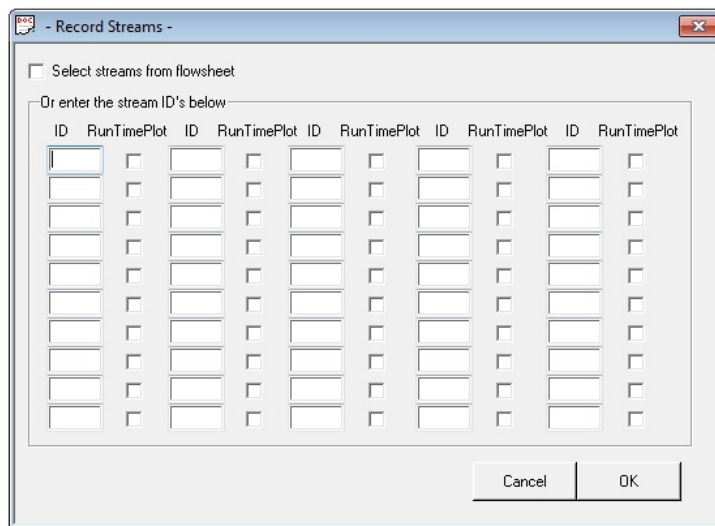 DOC
- Record Streams -
Select streams from flowsheet
Or enter the stream ID's below
ID RunTimePlot ID RunTimePlot ID RunTimePlot ID RunTimePlot ID RunTimePlot
Cancel OK